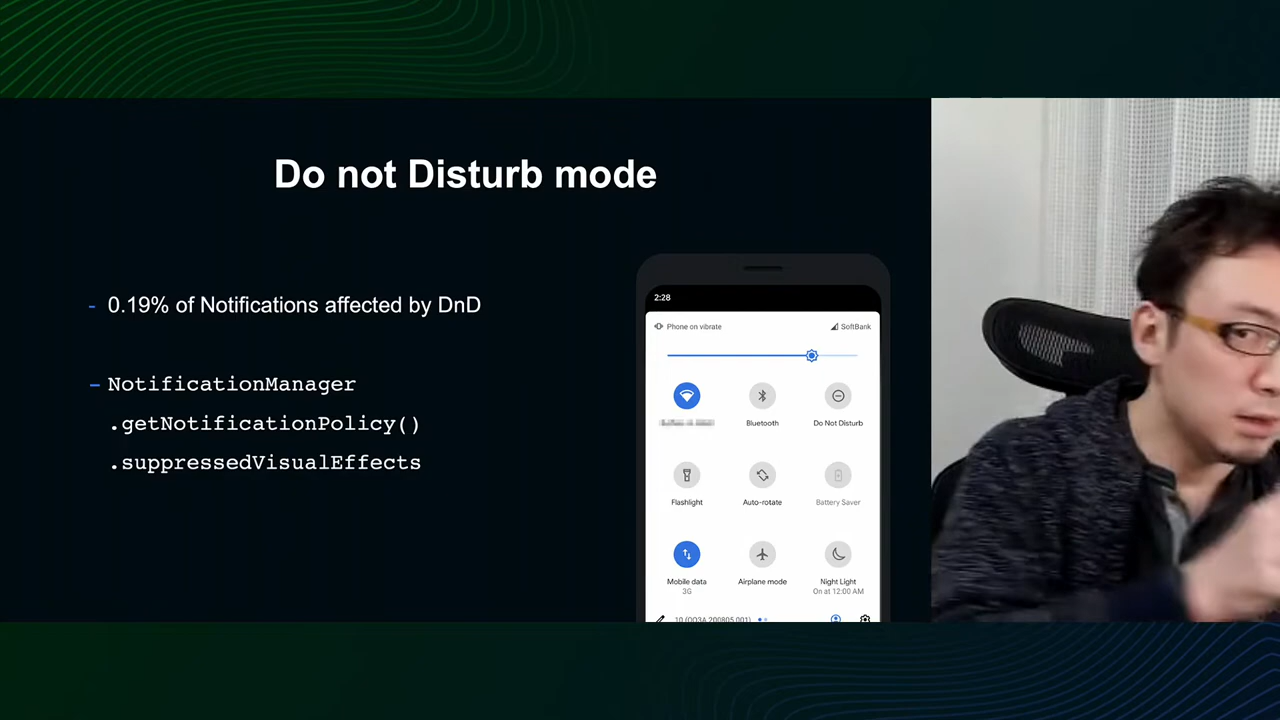 Do not Disturb mode
- 0.19% of Notifications affected by DnD
– NotificationManager
.getNotificationPolicy()
.suppressedVisualEffects
2:28
Phone on vibrate
SoftBank
Bluetooth
Do Not Disturb
Flashlight
Auto-rotate
Battery Saver
Mobile data
Airplane mode
Night Light
3G
On at 12:00 AM